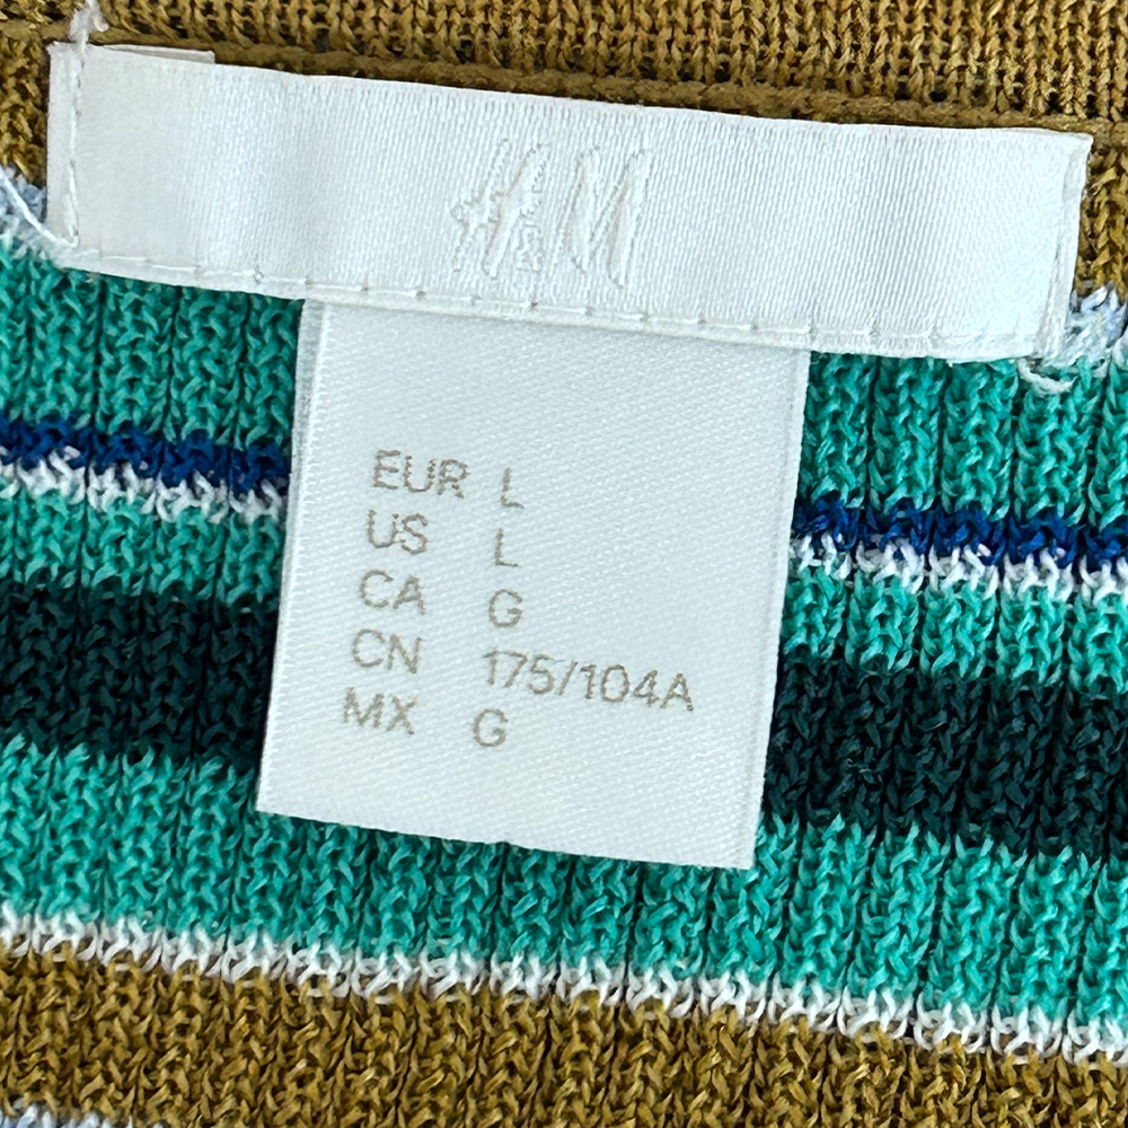 H&M
EUR L
US L
CA G
CN 175/104A
MX G